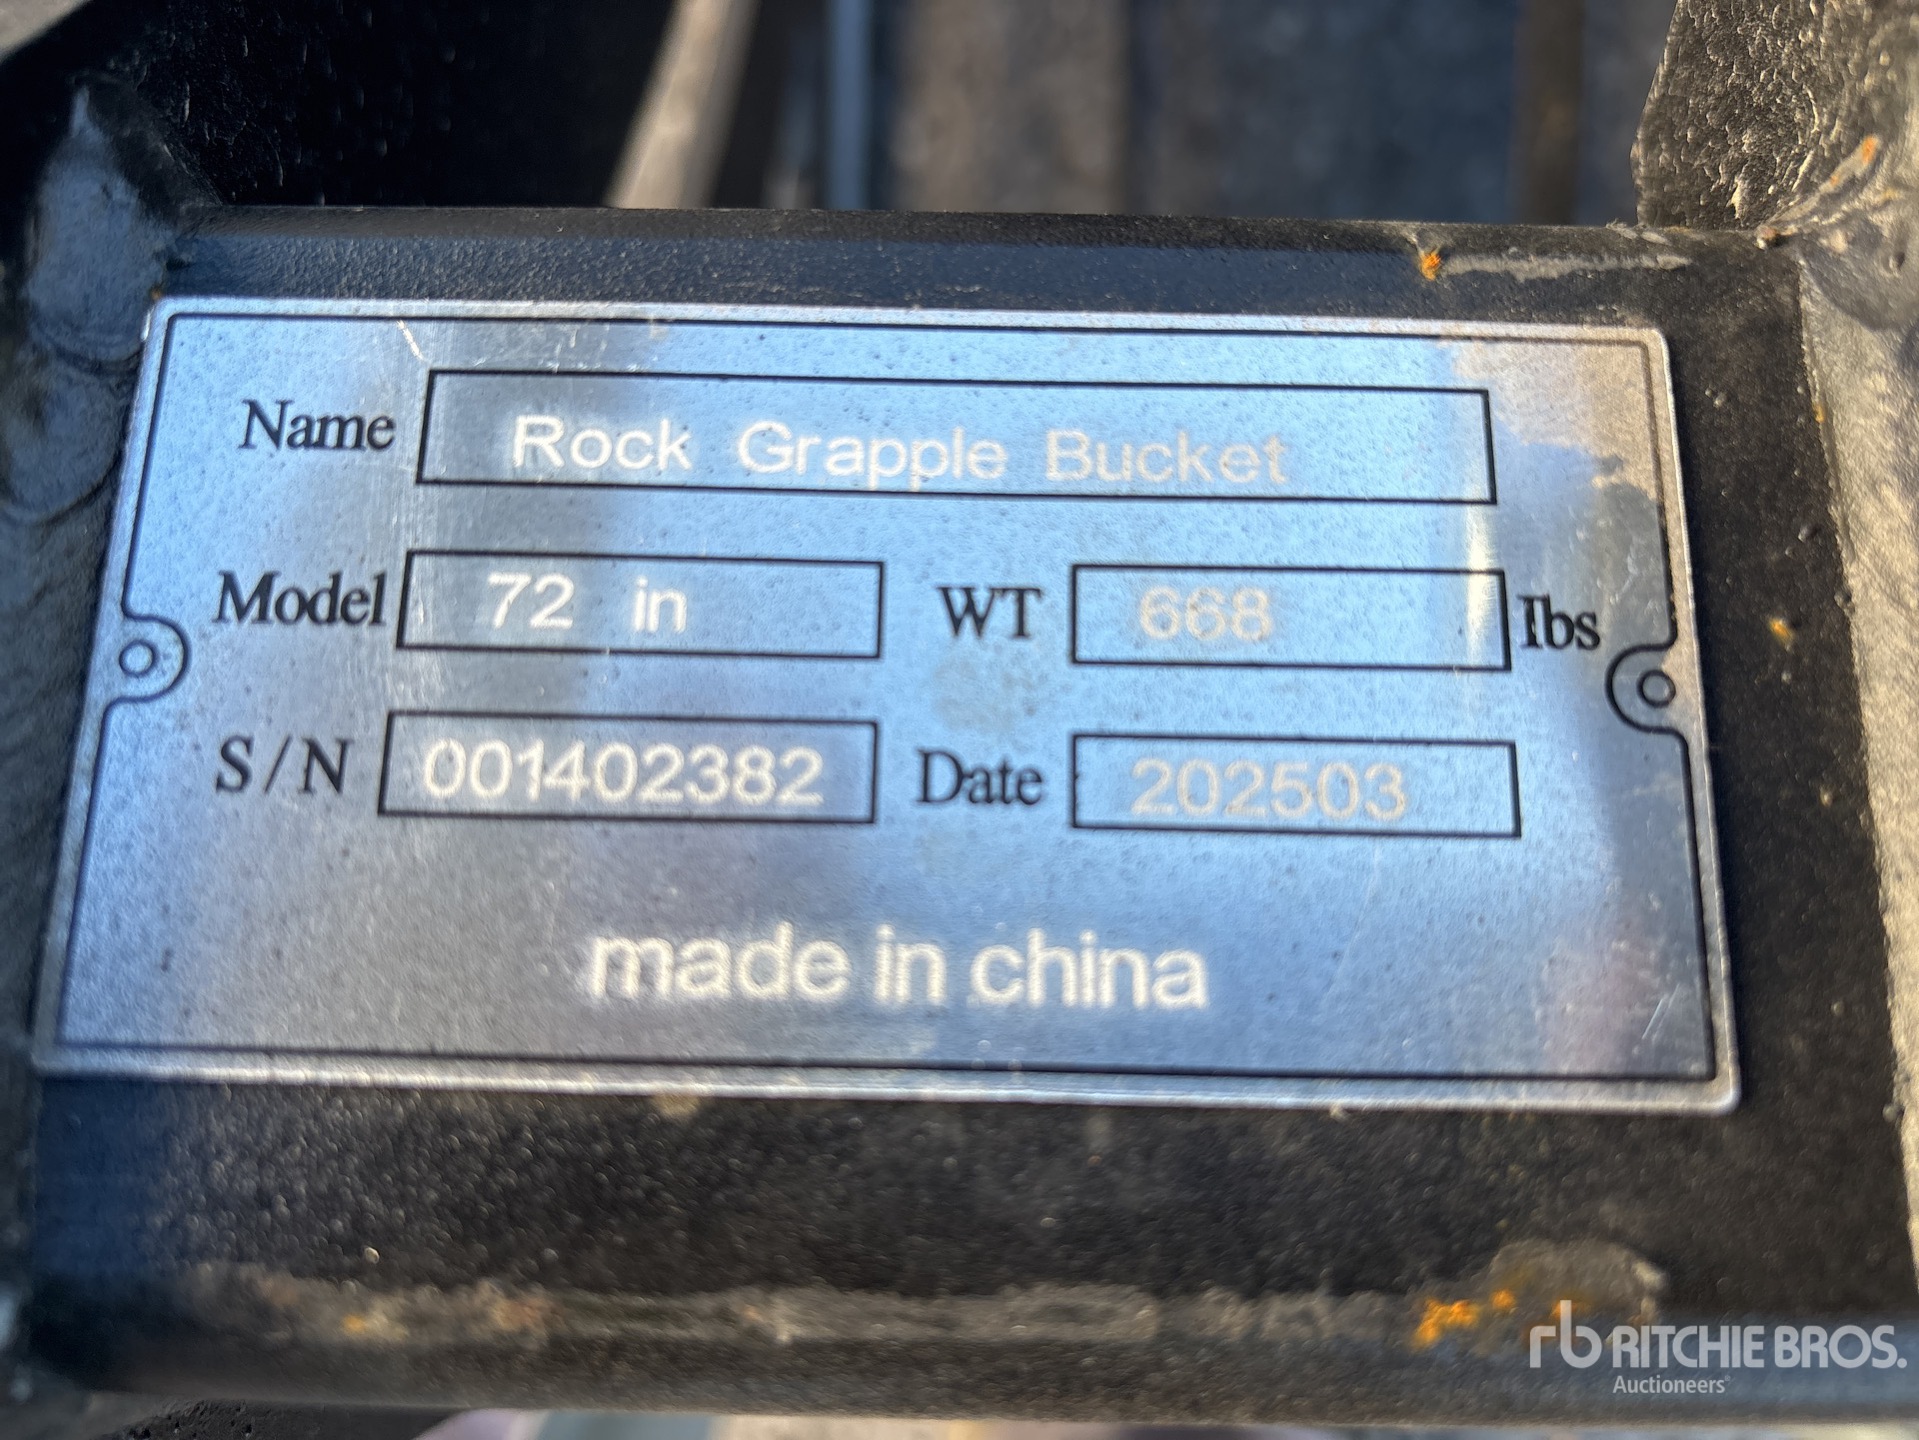 Name Rock Grapple Bucket
Model 72 in WT 668 lbs
S/N 001402382 Date 202503
made in china
rb RITCHIE BROS.
Auctioneers